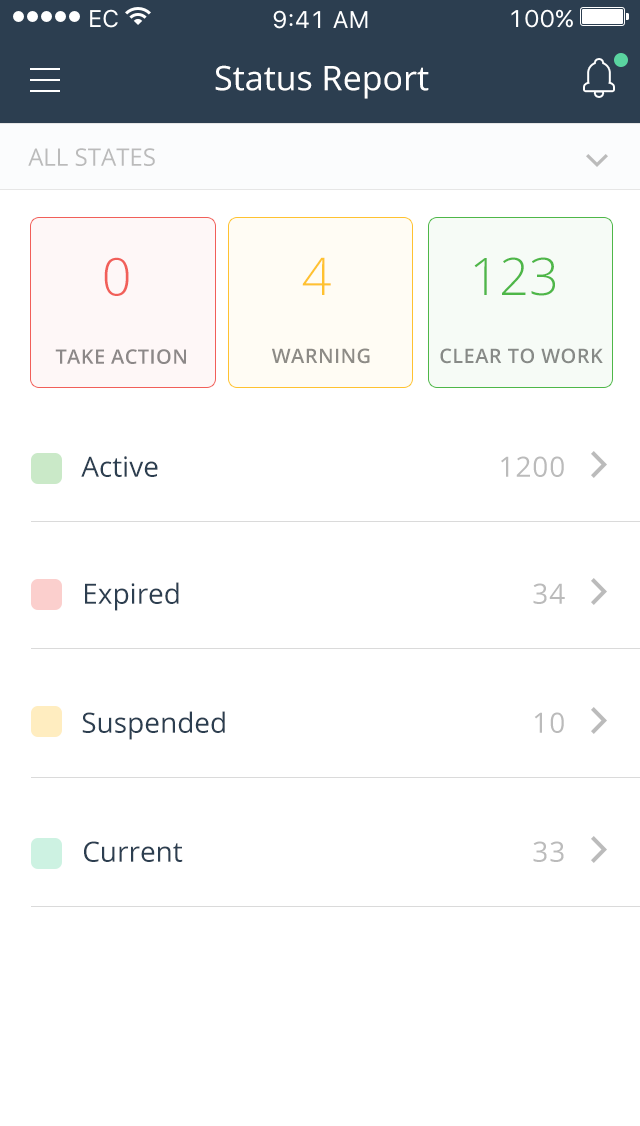 EC 9:41 AM 100%
Status Report
ALL STATES
0 4 123
TAKE ACTION WARNING CLEAR TO WORK
Active 1200
Expired 34
Suspended 10
Current 33